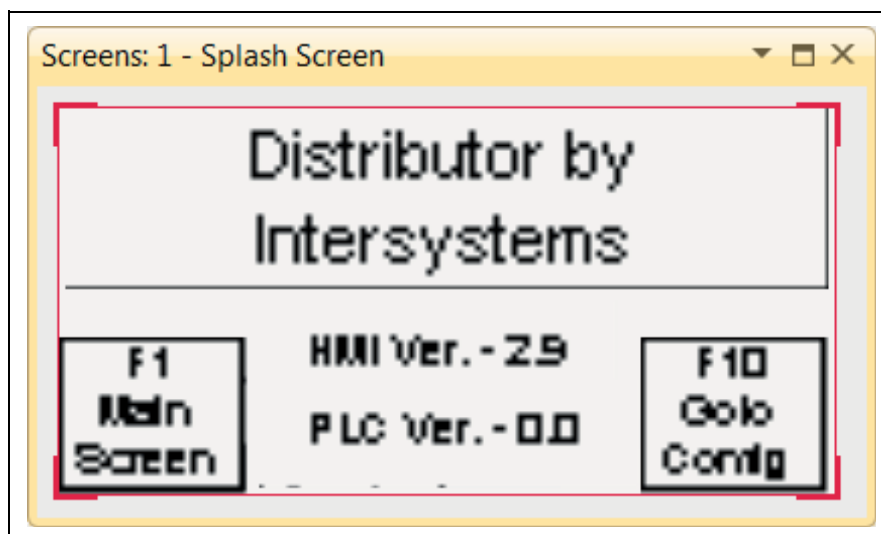 Screens: 1 - Splash Screen
Distributor by
Intersystems
HMI Ver. - 2.9
PLC Ver. - 0.0
F1
Main
Screen
F10
Goto
Config